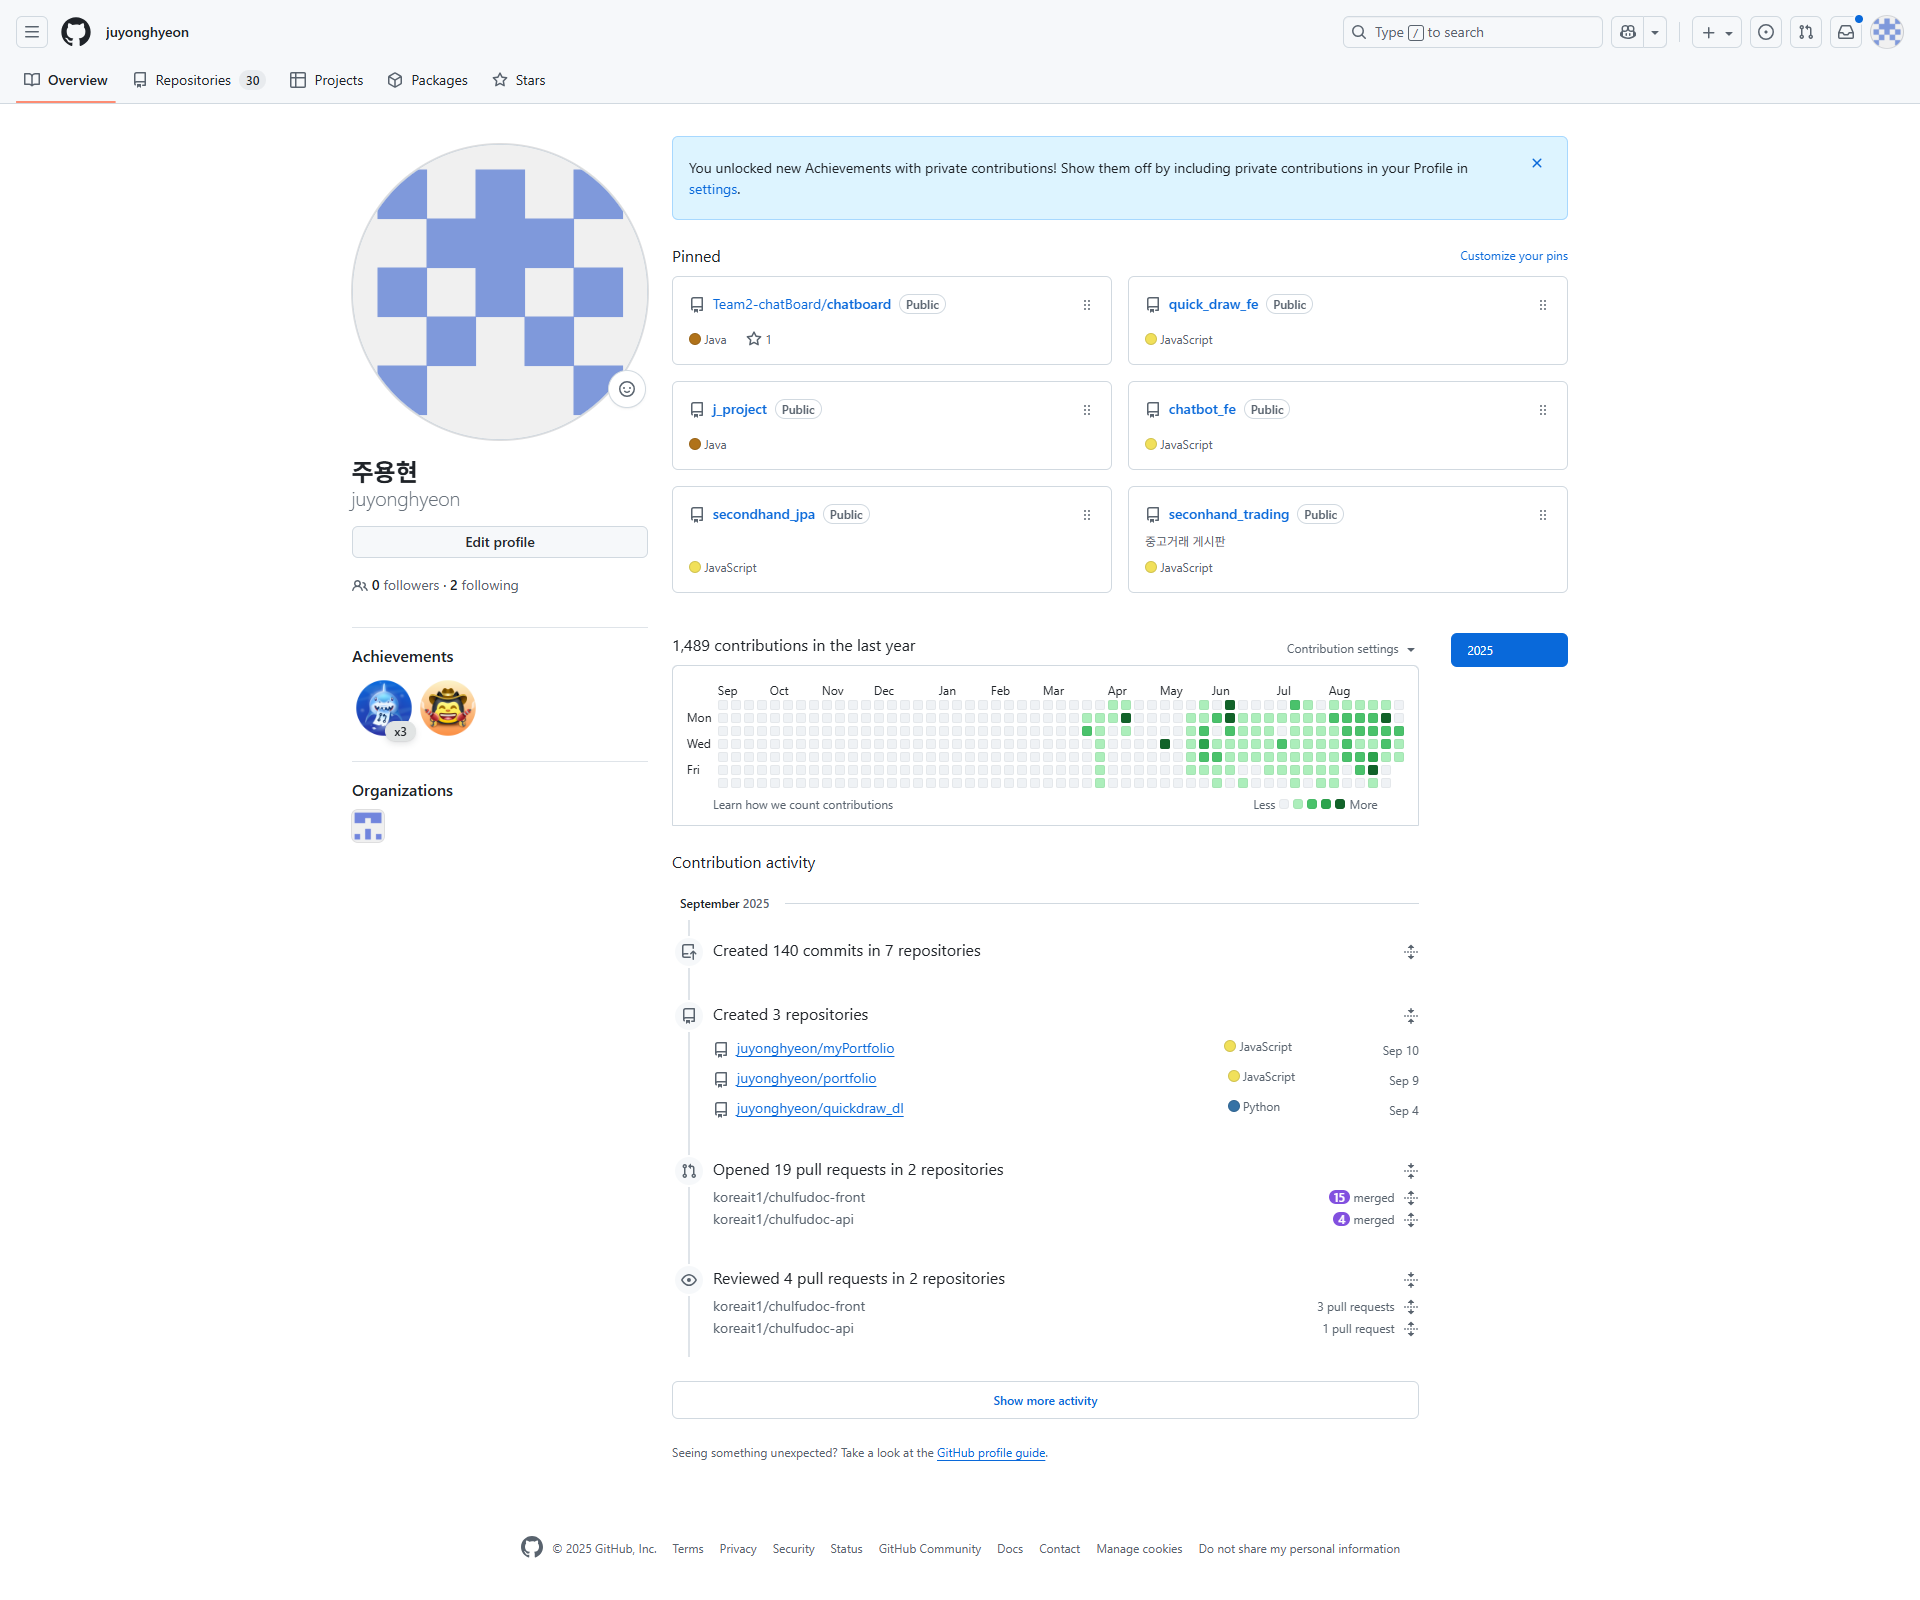 juyonghyeon
Type / to search
Overview
Repositories 30
Projects
Packages
Stars
You unlocked new Achievements with private contributions! Show them off by including private contributions in your Profile in
settings.
주용현
juyonghyeon
Edit profile
0 followers · 2 following
Achievements
x3
Organizations
Pinned
Customize your pins
Team2-chatBoard/chatboard Public
Java 1
quick_draw_fe Public
JavaScript
j_project Public
Java
chatbot_fe Public
JavaScript
secondhand_jpa Public
JavaScript
seconhand_trading Public
중고거래 게시판
JavaScript
1,489 contributions in the last year
Contribution settings
2025
Sep Oct Nov Dec Jan Feb Mar Apr May Jun Jul Aug
Mon
Wed
Fri
Learn how we count contributions
Less More
Contribution activity
September 2025
Created 140 commits in 7 repositories
Created 3 repositories
juyonghyeon/myPortfolio JavaScript Sep 10
juyonghyeon/portfolio JavaScript Sep 9
juyonghyeon/quickdraw_dl Python Sep 4
Opened 19 pull requests in 2 repositories
koreait1/chulfudoc-front 15 merged
koreait1/chulfudoc-api 4 merged
Reviewed 4 pull requests in 2 repositories
koreait1/chulfudoc-front 3 pull requests
koreait1/chulfudoc-api 1 pull request
Show more activity
Seeing something unexpected? Take a look at the GitHub profile guide.
© 2025 GitHub, Inc. Terms Privacy Security Status GitHub Community Docs Contact Manage cookies Do not share my personal information